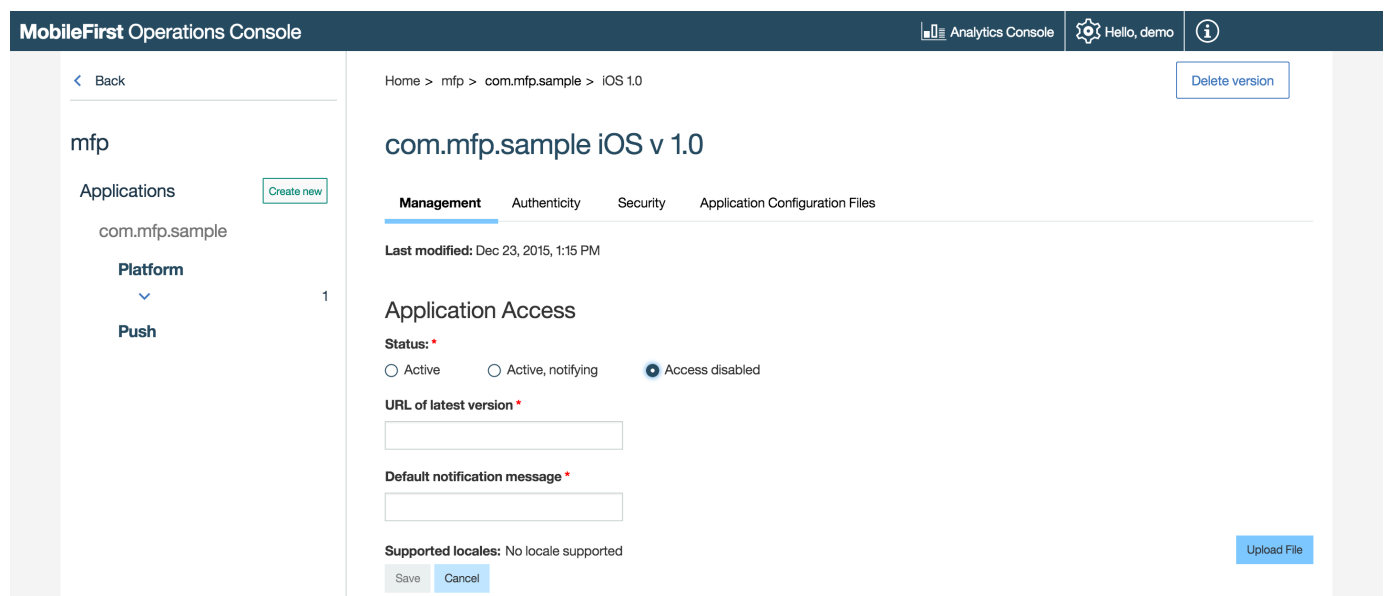 MobileFirst Operations Console
Analytics Console
Hello, demo
Back
mfp
Applications
Create new
com.mfp.sample
Platform
1
Push
Home > mfp > com.mfp.sample > iOS 1.0
Delete version
com.mfp.sample iOS v 1.0
Management Authenticity Security Application Configuration Files
Last modified: Dec 23, 2015, 1:15 PM
Application Access
Status: *
Active Active, notifying Access disabled
URL of latest version *
Default notification message *
Supported locales: No locale supported
Upload File
Save Cancel